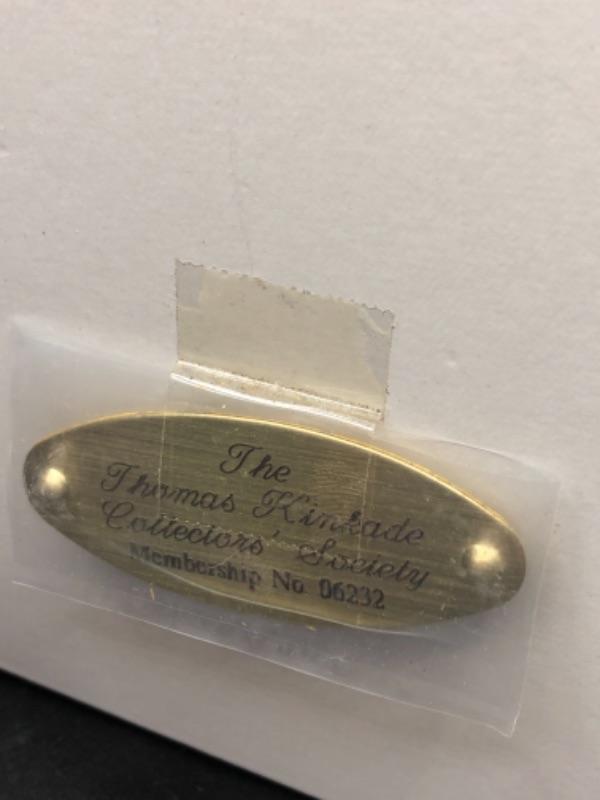 The
Thomas Kinkade
Collectors' Society
Membership No 06232